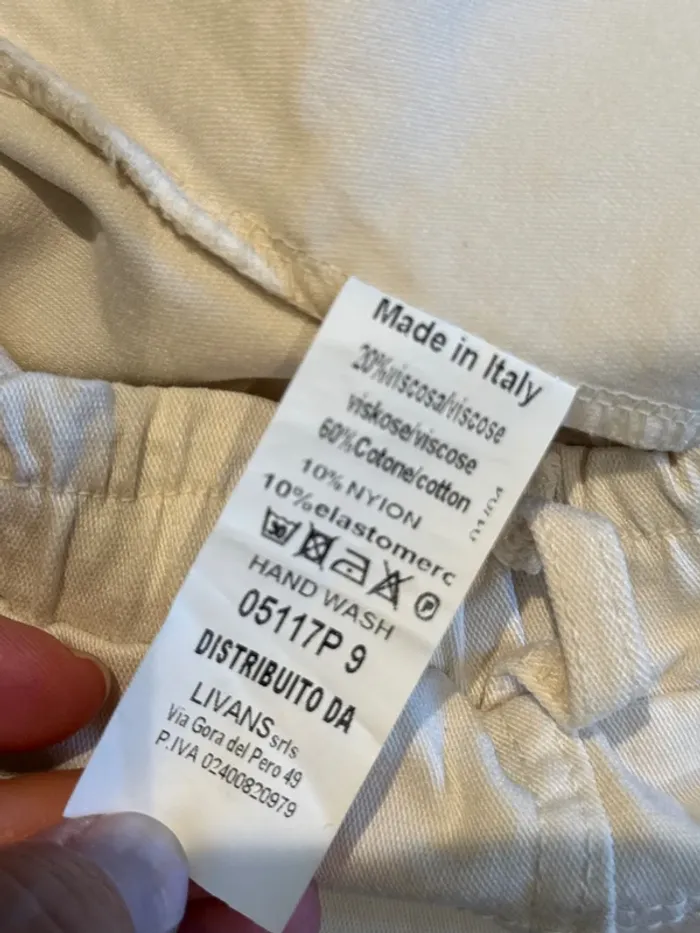 Made in Italy
20%viscosa/viscose
viskose/viscose
60%Cotone/cotton
10% NYlON
10%elastomerc
30
P
HAND WASH
05117P 9
DISTRIBUITO DA
LIVANS srls
Via Gora del Pero 49
P.IVA 02400820979